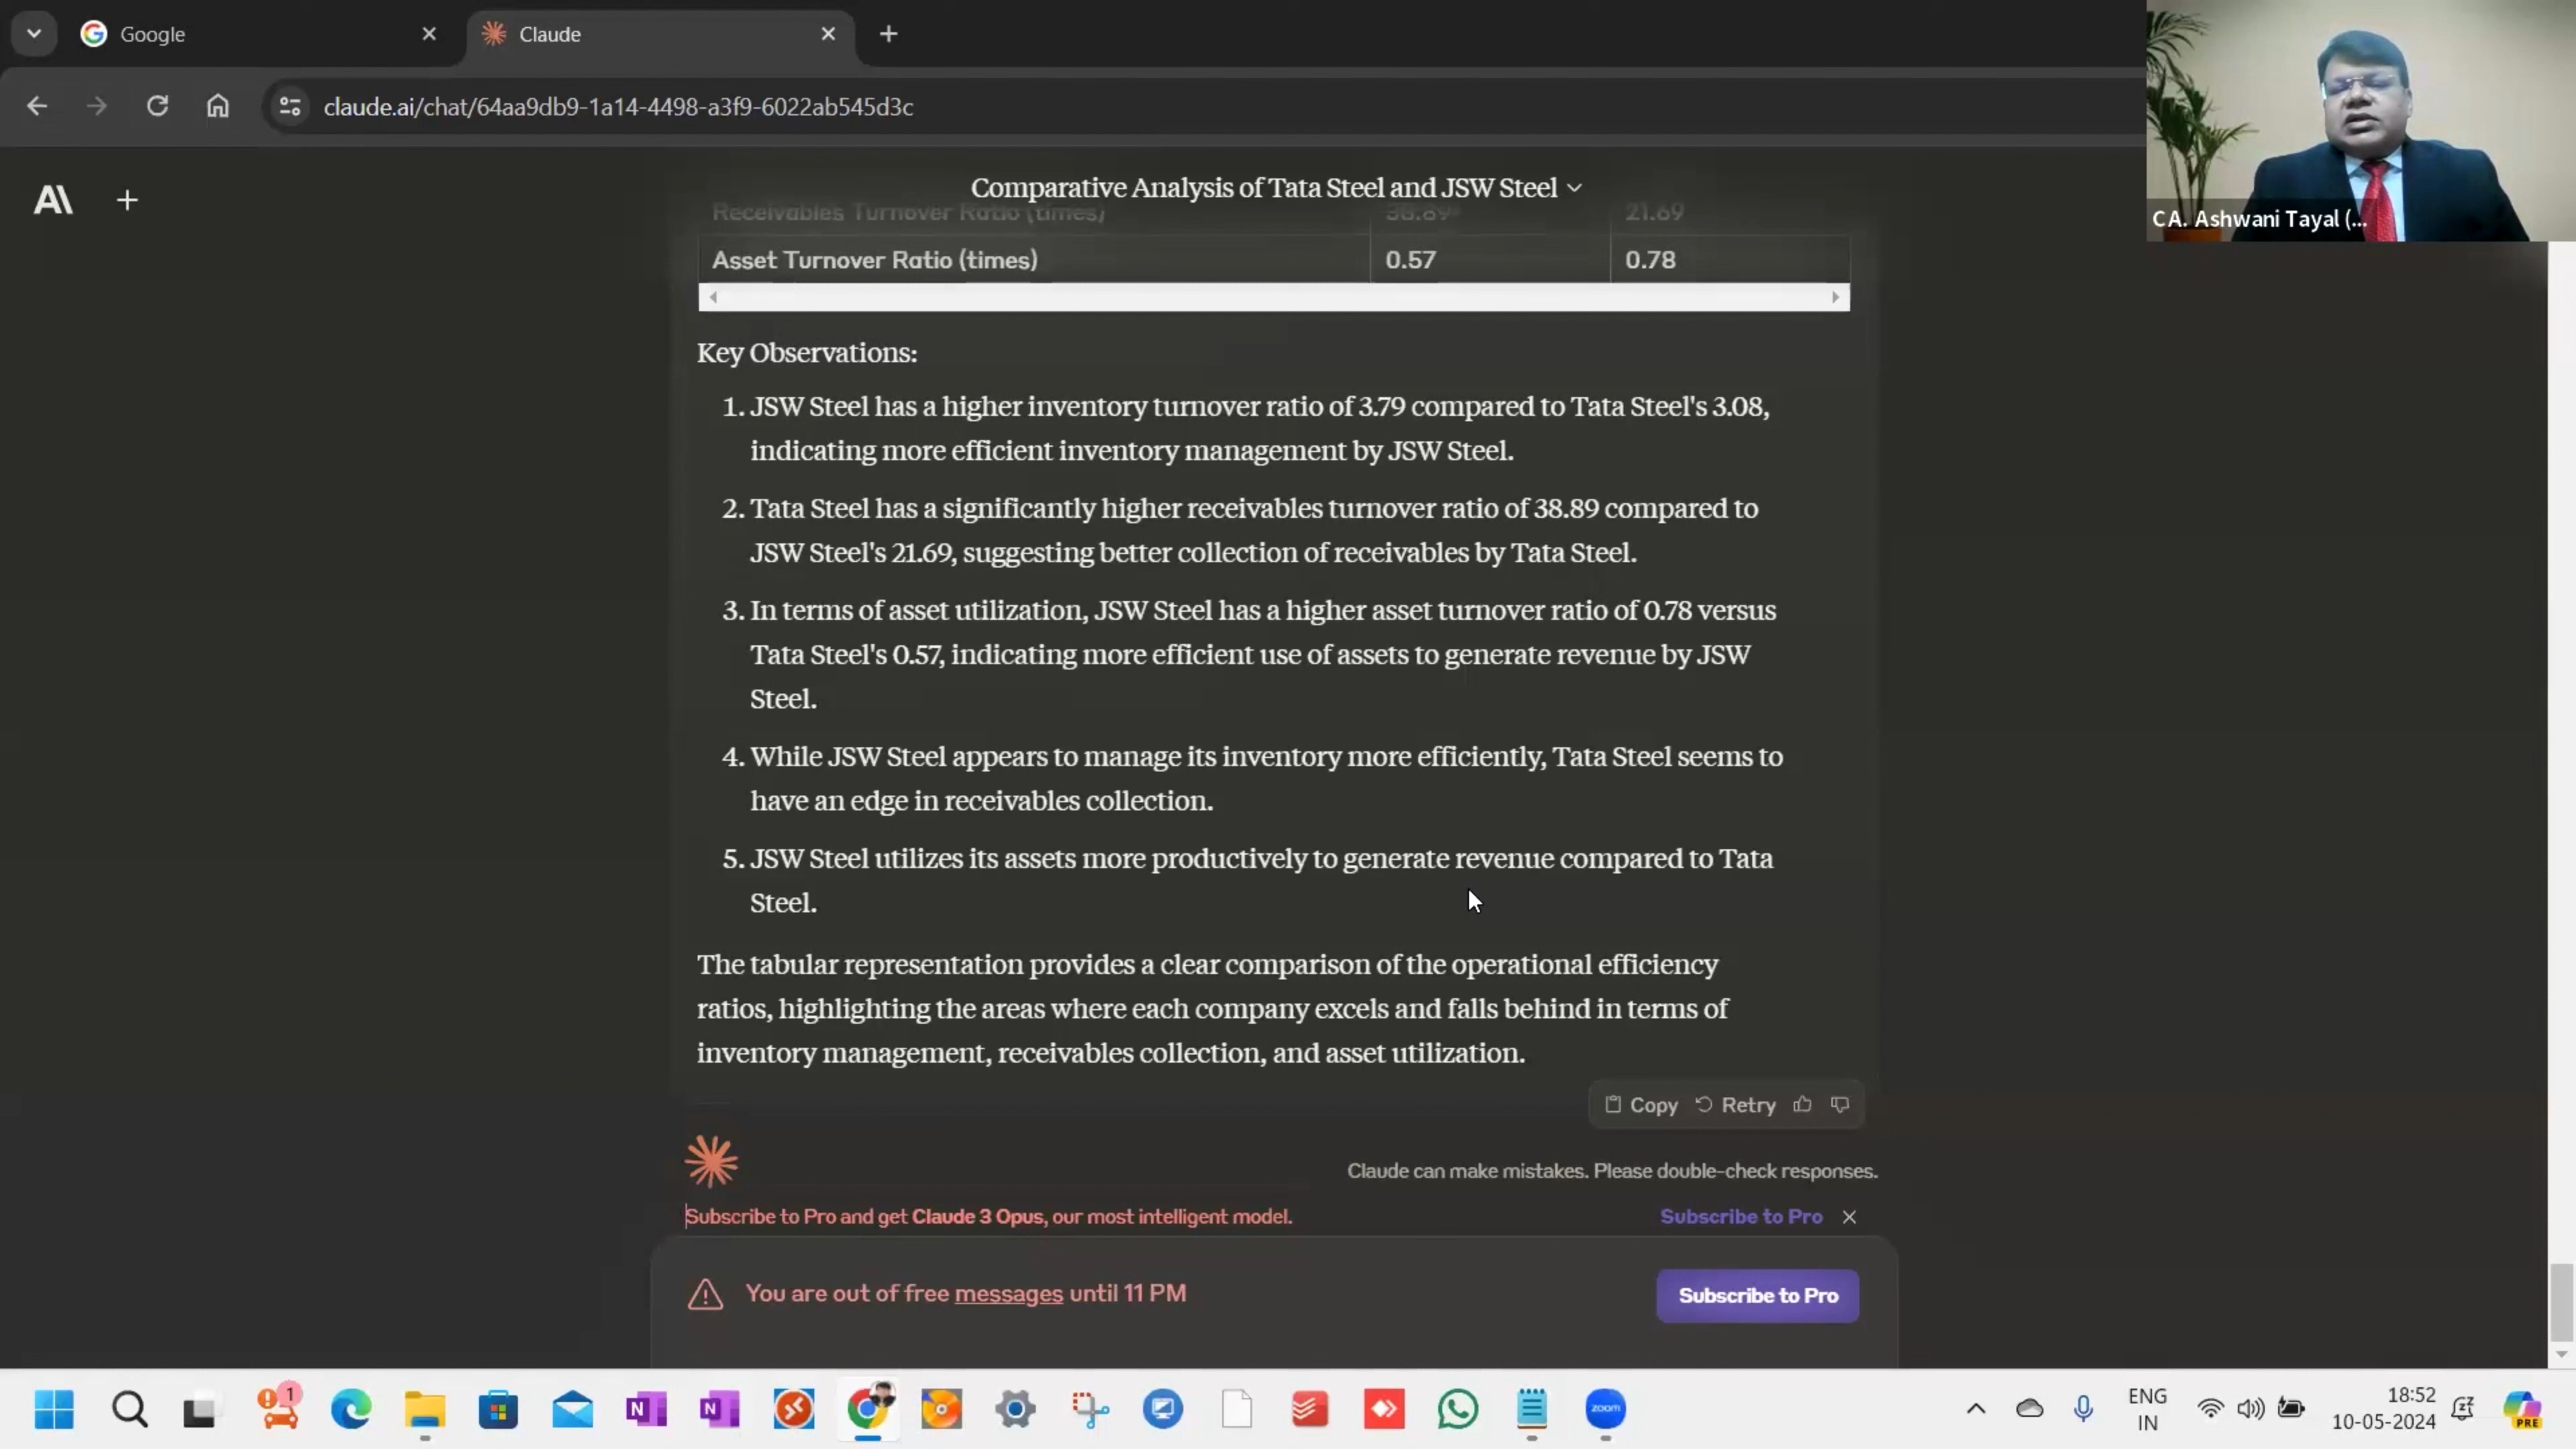 Google
Claude
claude.ai/chat/64aa9db9-1a14-4498-a3f9-6022ab545d3c
CA. Ashwani Tayal (...
Comparative Analysis of Tata Steel and JSW Steel
Receivables Turnover Ratio (times) 38.89 21.69
Asset Turnover Ratio (times) 0.57 0.78
Key Observations:
1. JSW Steel has a higher inventory turnover ratio of 3.79 compared to Tata Steel's 3.08,
indicating more efficient inventory management by JSW Steel.
2. Tata Steel has a significantly higher receivables turnover ratio of 38.89 compared to
JSW Steel's 21.69, suggesting better collection of receivables by Tata Steel.
3. In terms of asset utilization, JSW Steel has a higher asset turnover ratio of 0.78 versus
Tata Steel's 0.57, indicating more efficient use of assets to generate revenue by JSW
Steel.
4. While JSW Steel appears to manage its inventory more efficiently, Tata Steel seems to
have an edge in receivables collection.
5. JSW Steel utilizes its assets more productively to generate revenue compared to Tata
Steel.
The tabular representation provides a clear comparison of the operational efficiency
ratios, highlighting the areas where each company excels and falls behind in terms of
inventory management, receivables collection, and asset utilization.
Copy Retry
Claude can make mistakes. Please double-check responses.
Subscribe to Pro and get Claude 3 Opus, our most intelligent model. Subscribe to Pro
You are out of free messages until 11 PM
Subscribe to Pro
1
N
N
zoom
ENG
IN
18:52
10-05-2024
PRE